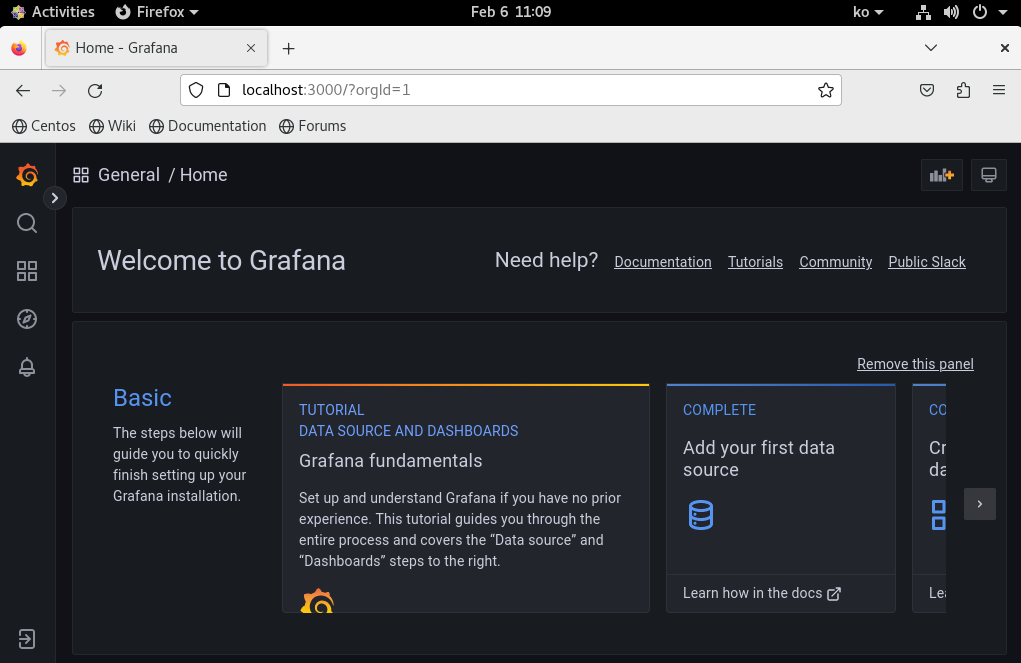 Activities Firefox Feb 6 11:09 ko
Home - Grafana
localhost:3000/?orgId=1
Centos Wiki Documentation Forums
General / Home
Welcome to Grafana
Need help? Documentation Tutorials Community Public Slack
Remove this panel
Basic
The steps below will
guide you to quickly
finish setting up your
Grafana installation.
TUTORIAL
DATA SOURCE AND DASHBOARDS
Grafana fundamentals
Set up and understand Grafana if you have no prior
experience. This tutorial guides you through the
entire process and covers the “Data source” and
“Dashboards” steps to the right.
COMPLETE
Add your first data
source
Learn how in the docs
CO
Cr
da
Le